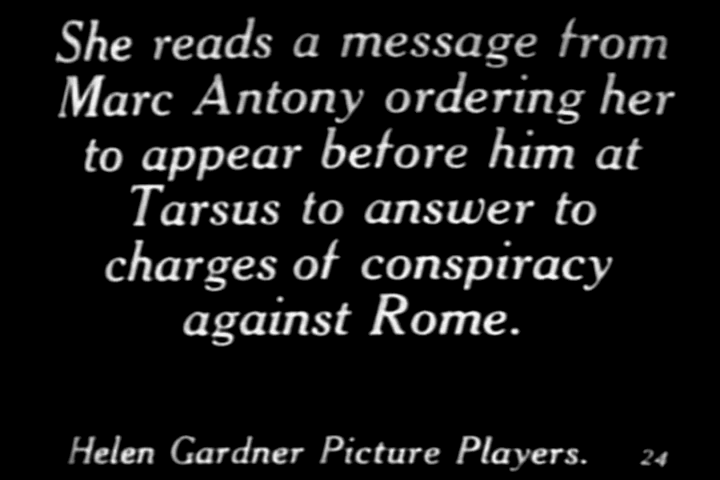 She reads a message from
Marc Antony ordering her
to appear before him at
Tarsus to answer to
charges of conspiracy
against Rome.
Helen Gardner Picture Players. 24